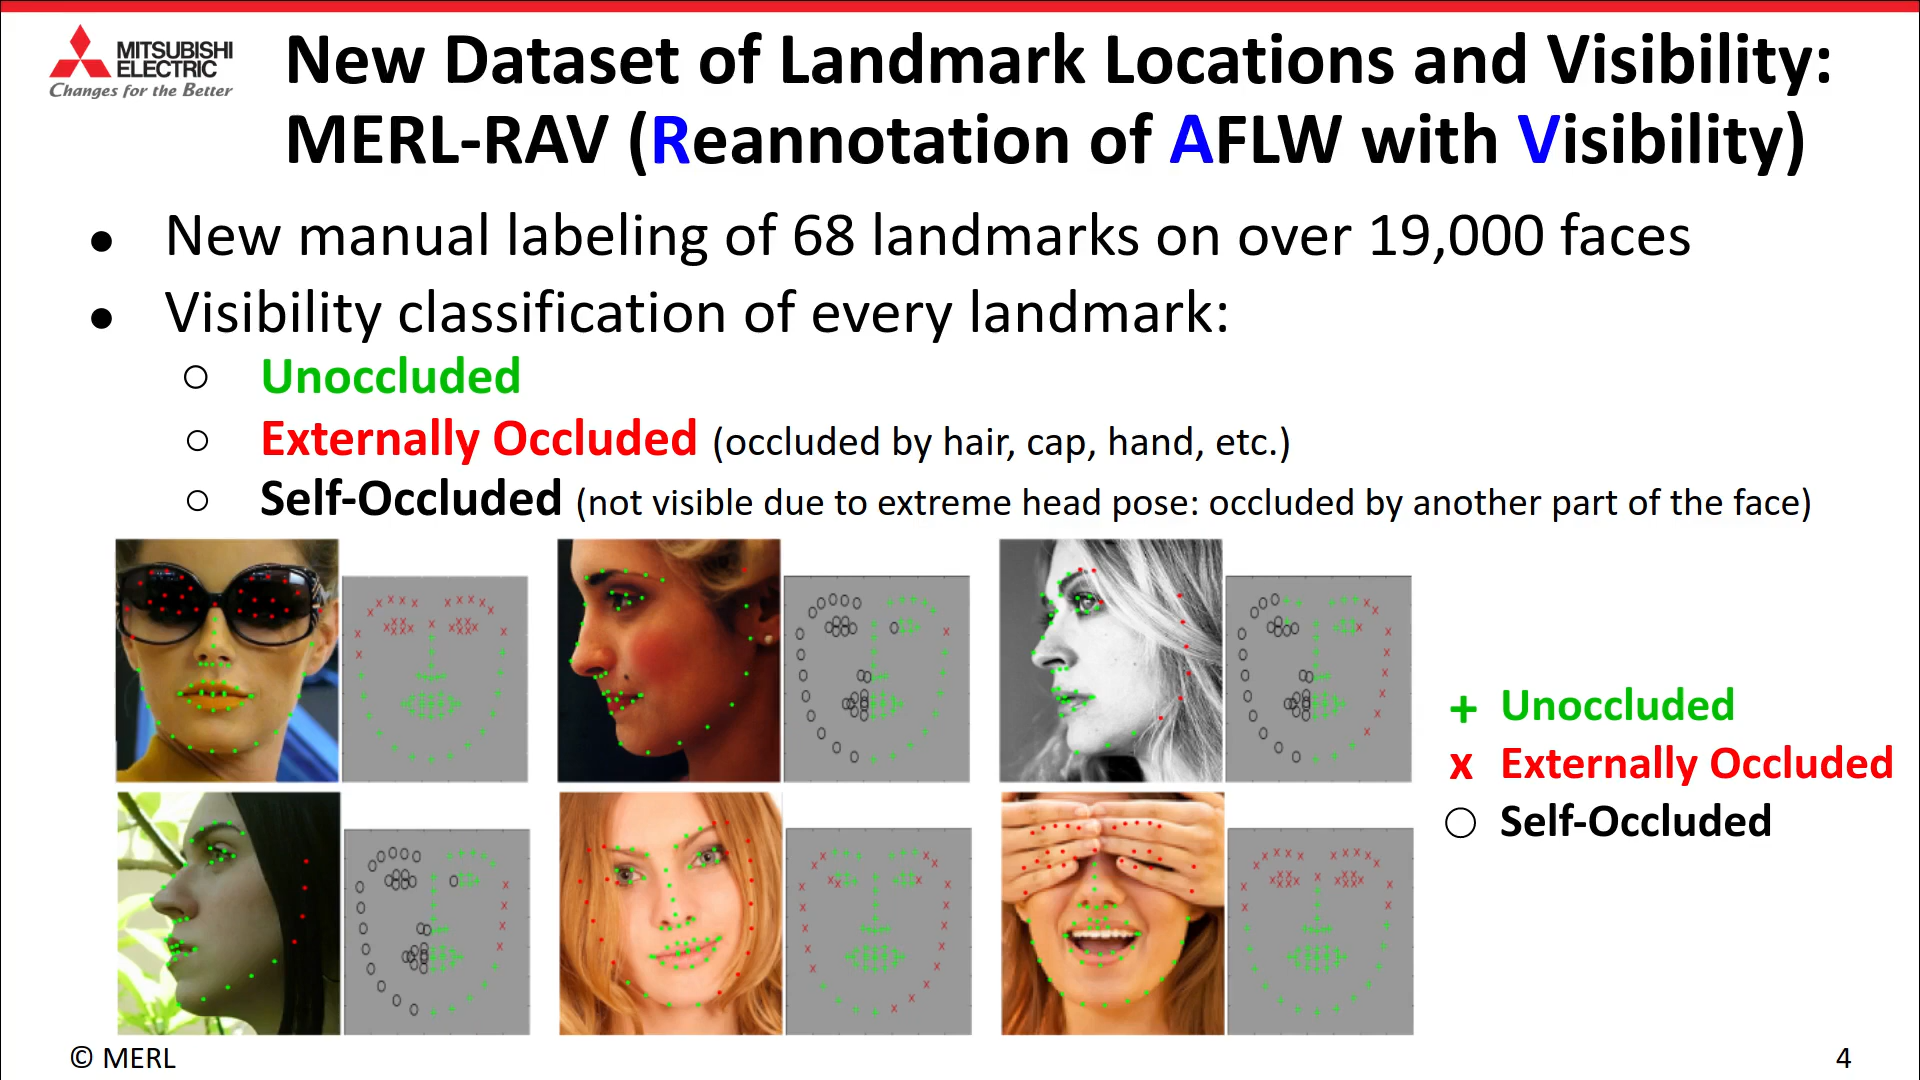 MITSUBISHI
ELECTRIC
Changes for the Better
New Dataset of Landmark Locations and Visibility:
MERL-RAV (Reannotation of AFLW with Visibility)
● New manual labeling of 68 landmarks on over 19,000 faces
● Visibility classification of every landmark:
○ Unoccluded
○ Externally Occluded (occluded by hair, cap, hand, etc.)
○ Self-Occluded (not visible due to extreme head pose: occluded by another part of the face)
+ Unoccluded
x Externally Occluded
○ Self-Occluded
© MERL
4